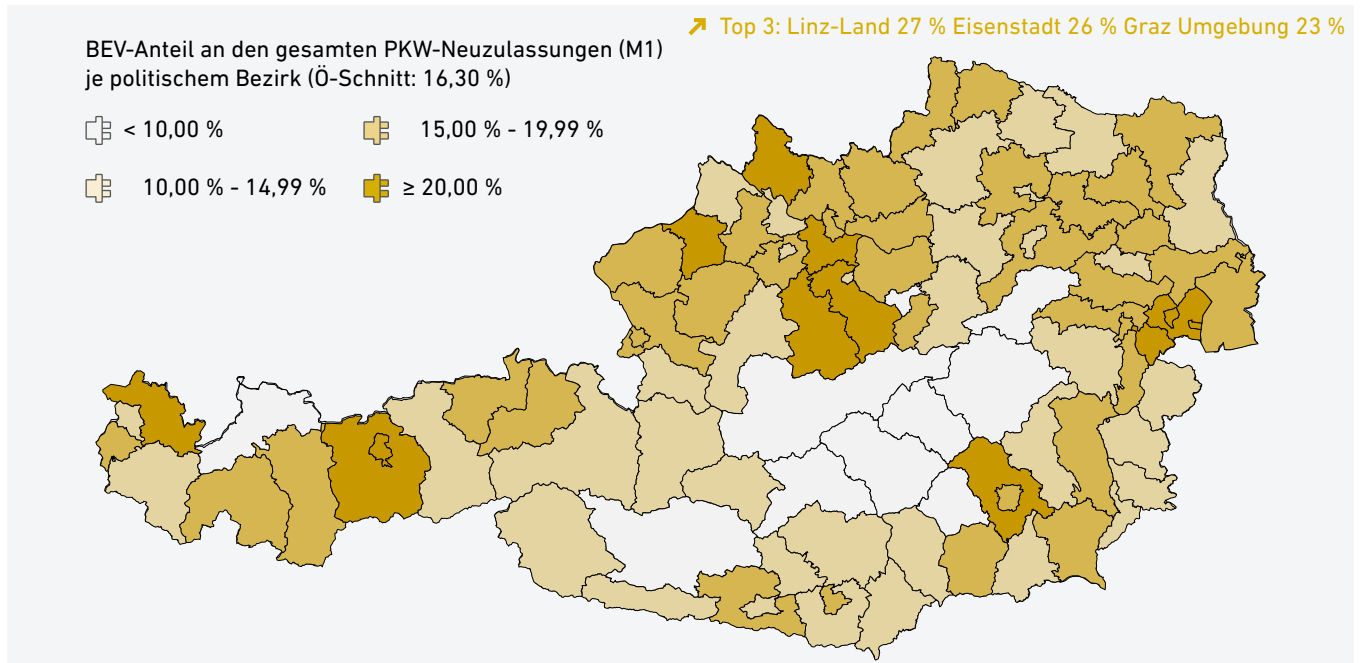 Top 3: Linz-Land 27 % Eisenstadt 26 % Graz Umgebung 23 %
BEV-Anteil an den gesamten PKW-Neuzulassungen (M1)
je politischem Bezirk (Ö-Schnitt: 16,30 %)
< 10,00 %
15,00 % - 19,99 %
10,00 % - 14,99 %
≥ 20,00 %